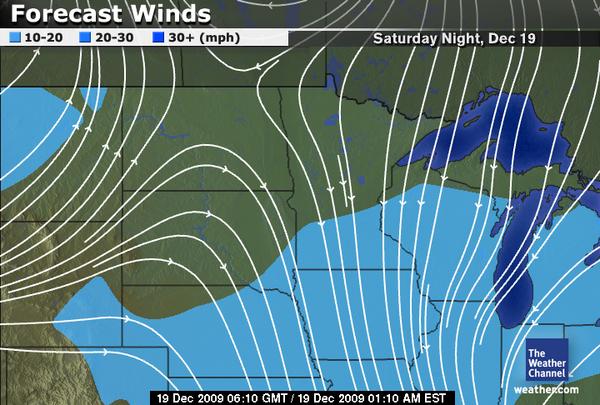 Forecast Winds
10-20 20-30 30+ (mph)
Saturday Night, Dec 19
The
Weather
Channel
weather.com
19 Dec 2009 06:10 GMT / 19 Dec 2009 01:10 AM EST